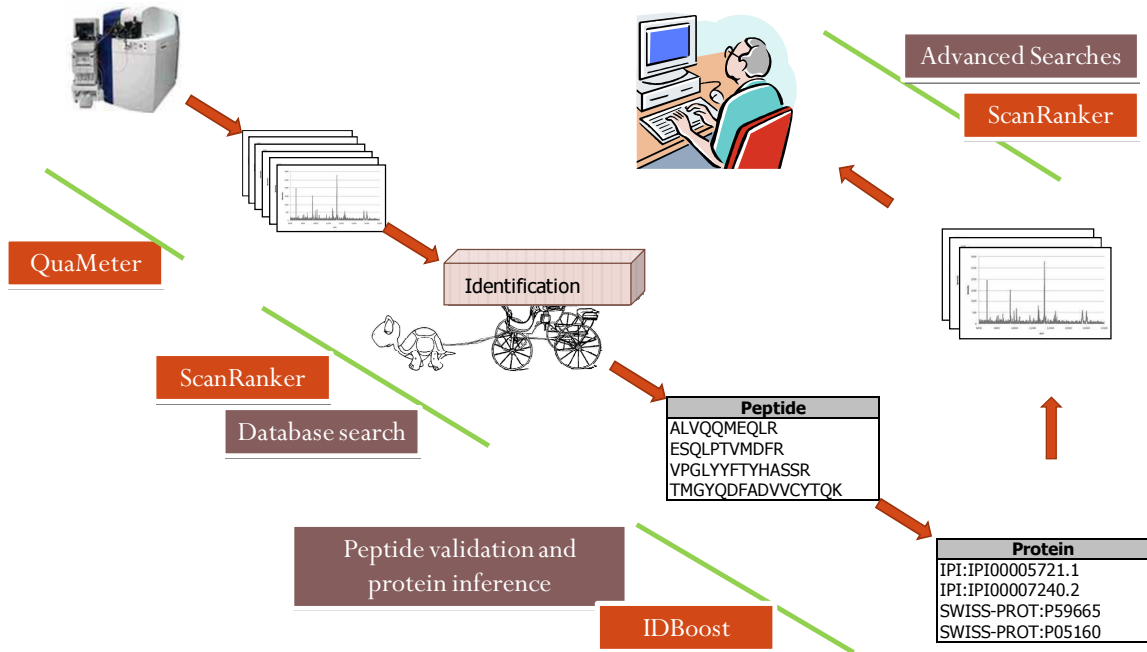 Advanced Searches
ScanRanker
QuaMeter
Identification
ScanRanker
Database search
Peptide
ALVQQMEQLR
ESQLPTVMDFR
VPGLYYFTYHASSR
TMGYQDFADVVCYTQK
Peptide validation and
protein inference
IDBoost
Protein
IPI:IPI00005721.1
IPI:IPI00007240.2
SWISS-PROT:P59665
SWISS-PROT:P05160